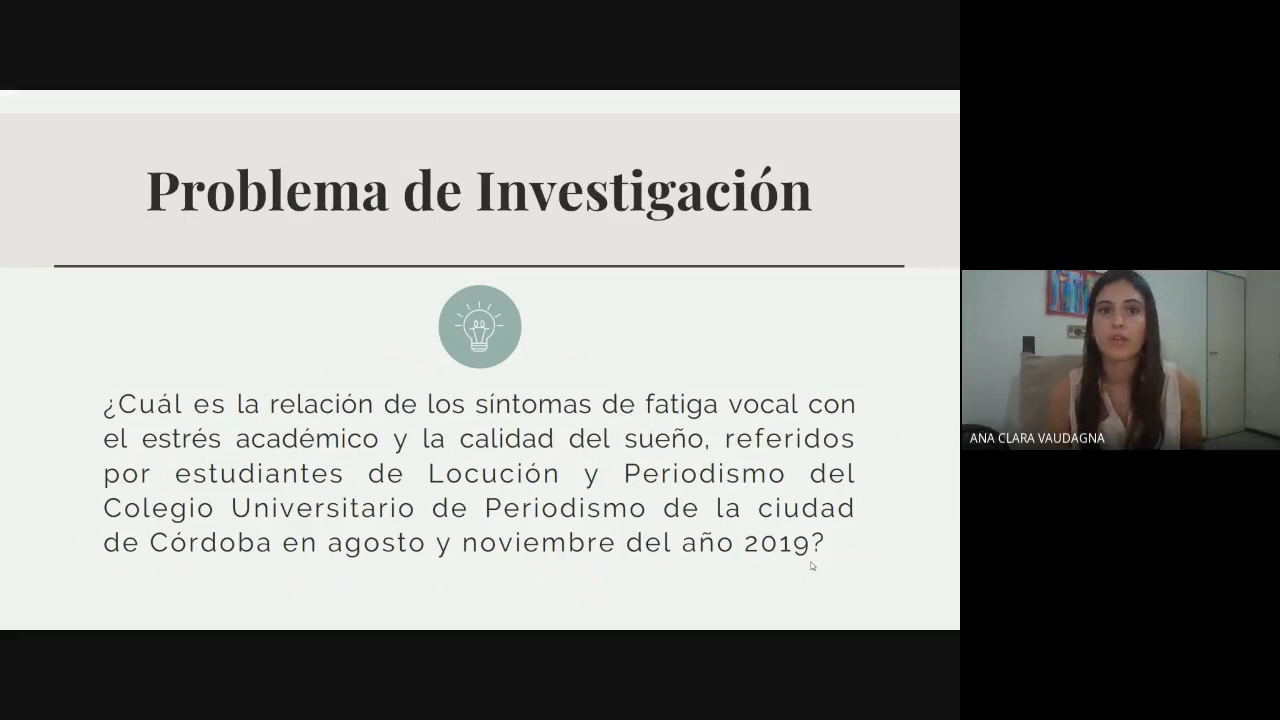 Problema de Investigación
¿Cuál es la relación de los síntomas de fatiga vocal con
el estrés académico y la calidad del sueño, referidos
por estudiantes de Locución y Periodismo del
Colegio Universitario de Periodismo de la ciudad
de Córdoba en agosto y noviembre del año 2019?
ANA CLARA VAUDAGNA